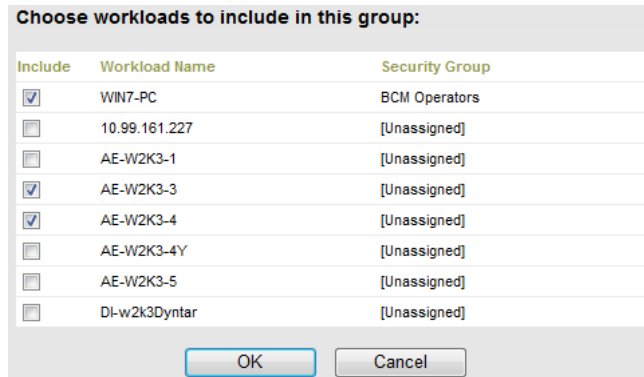 Choose workloads to include in this group:
Include Workload Name Security Group
WIN7-PC BCM Operators
10.99.161.227 [Unassigned]
AE-W2K3-1 [Unassigned]
AE-W2K3-3 [Unassigned]
AE-W2K3-4 [Unassigned]
AE-W2K3-4Y [Unassigned]
AE-W2K3-5 [Unassigned]
DI-w2k3Dyntar [Unassigned]
OK Cancel